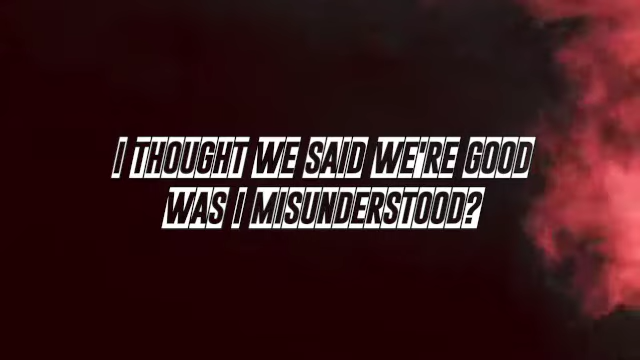 I THOUGHT WE SAID WE'RE GOOD
WAS I MISUNDERSTOOD?